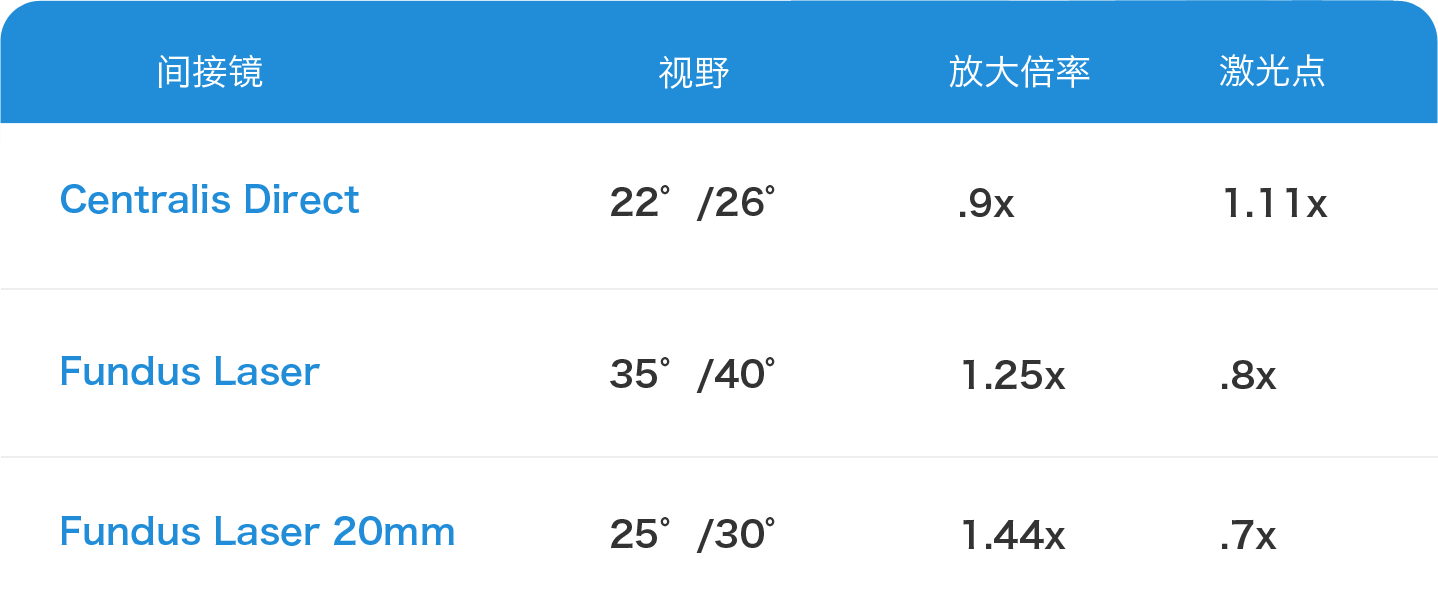 间接镜 视野 放大倍率 激光点
Centralis Direct 22° /26° .9x 1.11x
Fundus Laser 35° /40° 1.25x .8x
Fundus Laser 20mm 25° /30° 1.44x .7x